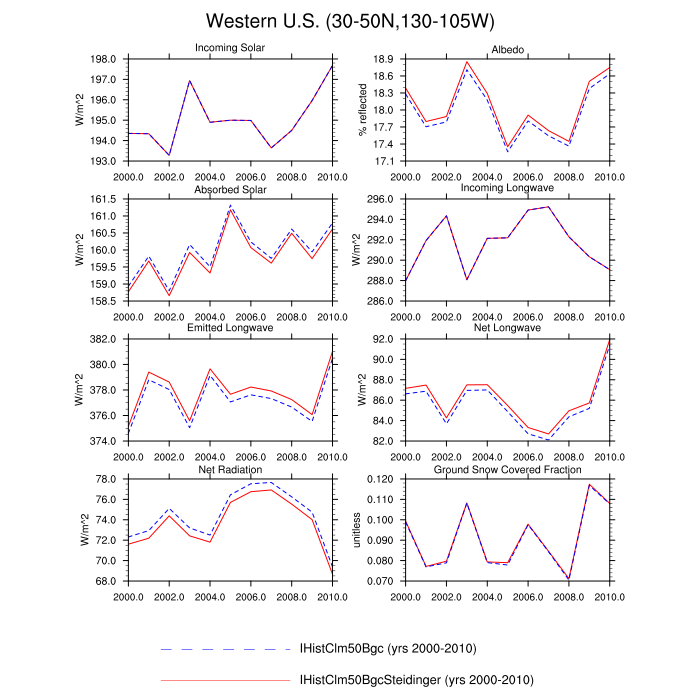 Western U.S. (30-50N,130-105W)
Incoming Solar
W/m^2
198.0
197.0
196.0
195.0
194.0
193.0
2000.0 2002.0 2004.0 2006.0 2008.0 2010.0
Albedo
% reflected
18.9
18.6
18.3
18.0
17.7
17.4
17.1
2000.0 2002.0 2004.0 2006.0 2008.0 2010.0
Absorbed Solar
W/m^2
161.5
161.0
160.5
160.0
159.5
159.0
158.5
2000.0 2002.0 2004.0 2006.0 2008.0 2010.0
Incoming Longwave
W/m^2
296.0
294.0
292.0
290.0
288.0
286.0
2000.0 2002.0 2004.0 2006.0 2008.0 2010.0
Emitted Longwave
W/m^2
382.0
380.0
378.0
376.0
374.0
2000.0 2002.0 2004.0 2006.0 2008.0 2010.0
Net Longwave
W/m^2
92.0
90.0
88.0
86.0
84.0
82.0
2000.0 2002.0 2004.0 2006.0 2008.0 2010.0
Net Radiation
W/m^2
78.0
76.0
74.0
72.0
70.0
68.0
2000.0 2002.0 2004.0 2006.0 2008.0 2010.0
Ground Snow Covered Fraction
unitless
0.120
0.110
0.100
0.090
0.080
0.070
2000.0 2002.0 2004.0 2006.0 2008.0 2010.0
IHistClm50Bgc (yrs 2000-2010)
IHistClm50BgcSteidinger (yrs 2000-2010)